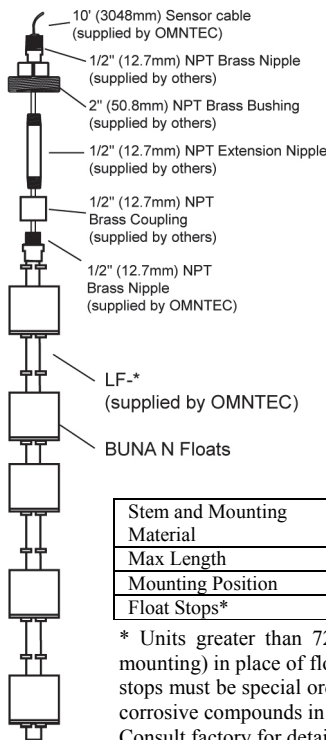 10' (3048mm) Sensor cable
(supplied by OMNTEC)
1/2" (12.7mm) NPT Brass Nipple
(supplied by others)
2" (50.8mm) NPT Brass Bushing
(supplied by others)
1/2" (12.7mm) NPT Extension Nipple
(supplied by others)
1/2" (12.7mm) NPT
Brass Coupling
(supplied by others)
1/2" (12.7mm) NPT
Brass Nipple
(supplied by OMNTEC)
LF-*
(supplied by OMNTEC)
BUNA N Floats
Stem and Mounting
Material
Max Length
Mounting Position
Float Stops*
* Units greater than 72
mounting) in place of flo
stops must be special ord
corrosive compounds in
Consult factory for detai